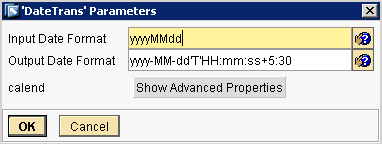 'DateTrans' Parameters
Input Date Format yyyyMMdd
Output Date Format yyyy-MM-dd'T'HH:mm:ss+5:30
calend Show Advanced Properties
OK Cancel